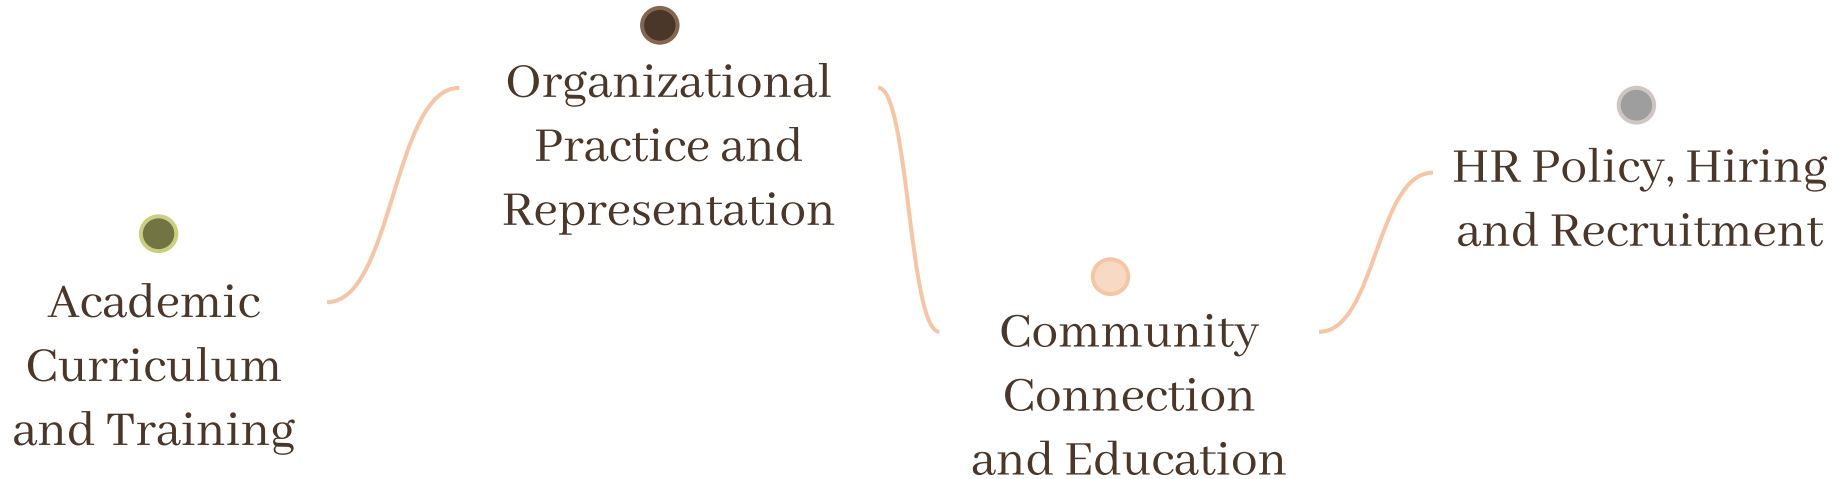 Academic
Curriculum
and Training
Organizational
Practice and
Representation
Community
Connection
and Education
HR Policy, Hiring
and Recruitment